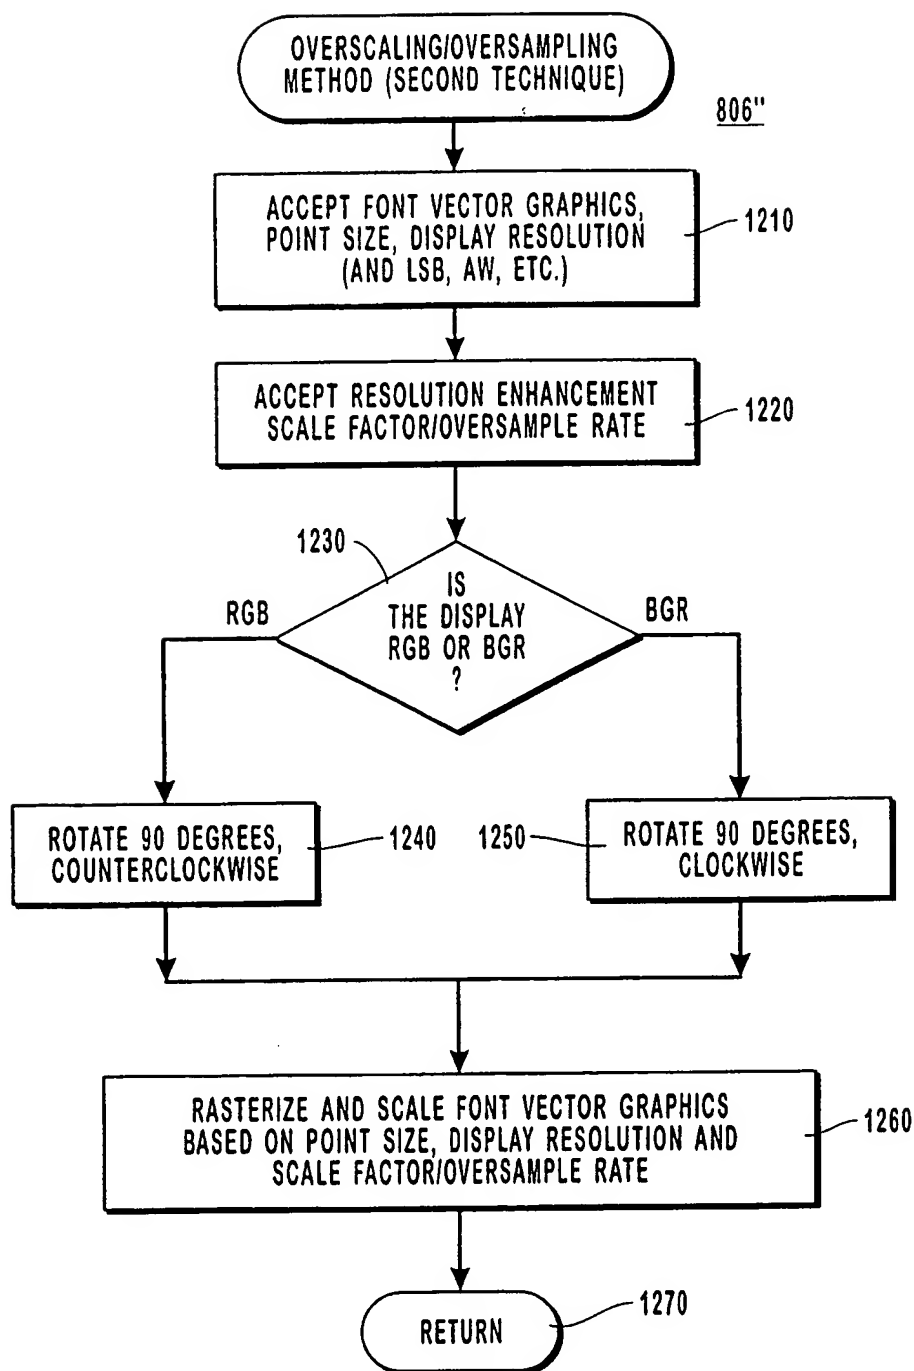 OVERSCALING/OVERSAMPLING
METHOD (SECOND TECHNIQUE)
806"
ACCEPT FONT VECTOR GRAPHICS,
POINT SIZE, DISPLAY RESOLUTION
(AND LSB, AW, ETC.)
1210
ACCEPT RESOLUTION ENHANCEMENT
SCALE FACTOR/OVERSAMPLE RATE
1220
1230
IS
THE DISPLAY
RGB OR BGR
?
RGB
BGR
ROTATE 90 DEGREES,
COUNTERCLOCKWISE
1240
1250
ROTATE 90 DEGREES,
CLOCKWISE
RASTERIZE AND SCALE FONT VECTOR GRAPHICS
BASED ON POINT SIZE, DISPLAY RESOLUTION AND
SCALE FACTOR/OVERSAMPLE RATE
1260
RETURN
1270